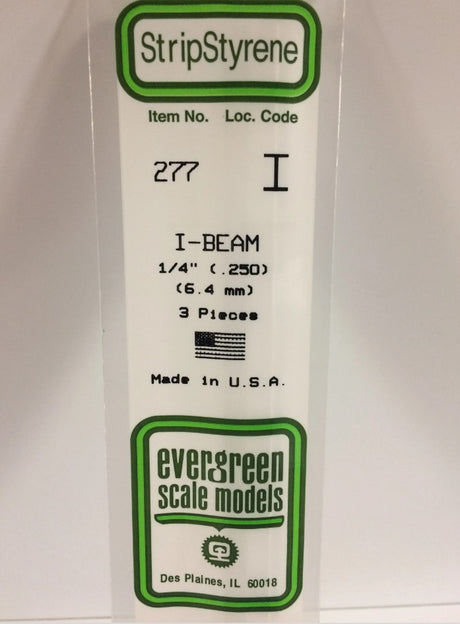 StripStyrene
Item No. Loc. Code
277 I
I-BEAM
1/4" (.250)
(6.4 mm)
3 Pieces
Made in U.S.A.
evergreen
scale models
Des Plaines, IL 60018